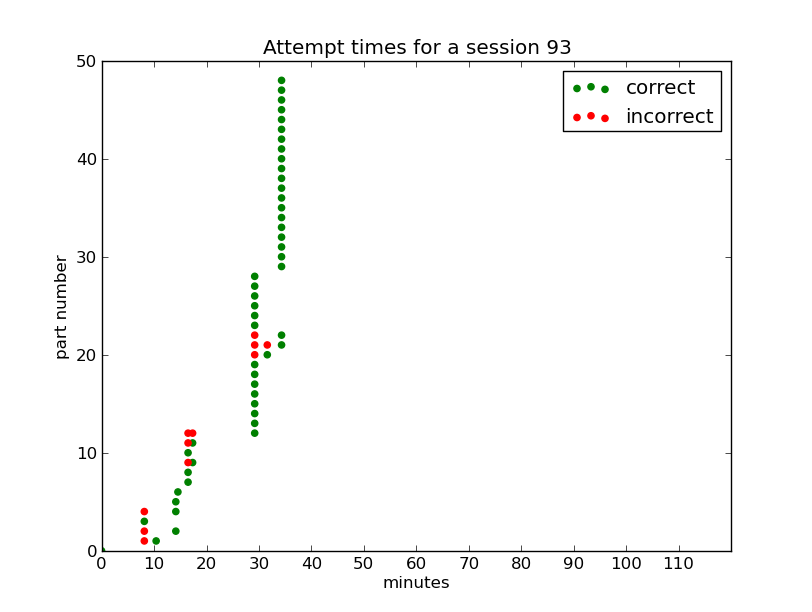 Attempt times for a session 93
50
correct
incorrect
40
30
part number
20
10
0
0 10 20 30 40 50 60 70 80 90 100 110
minutes